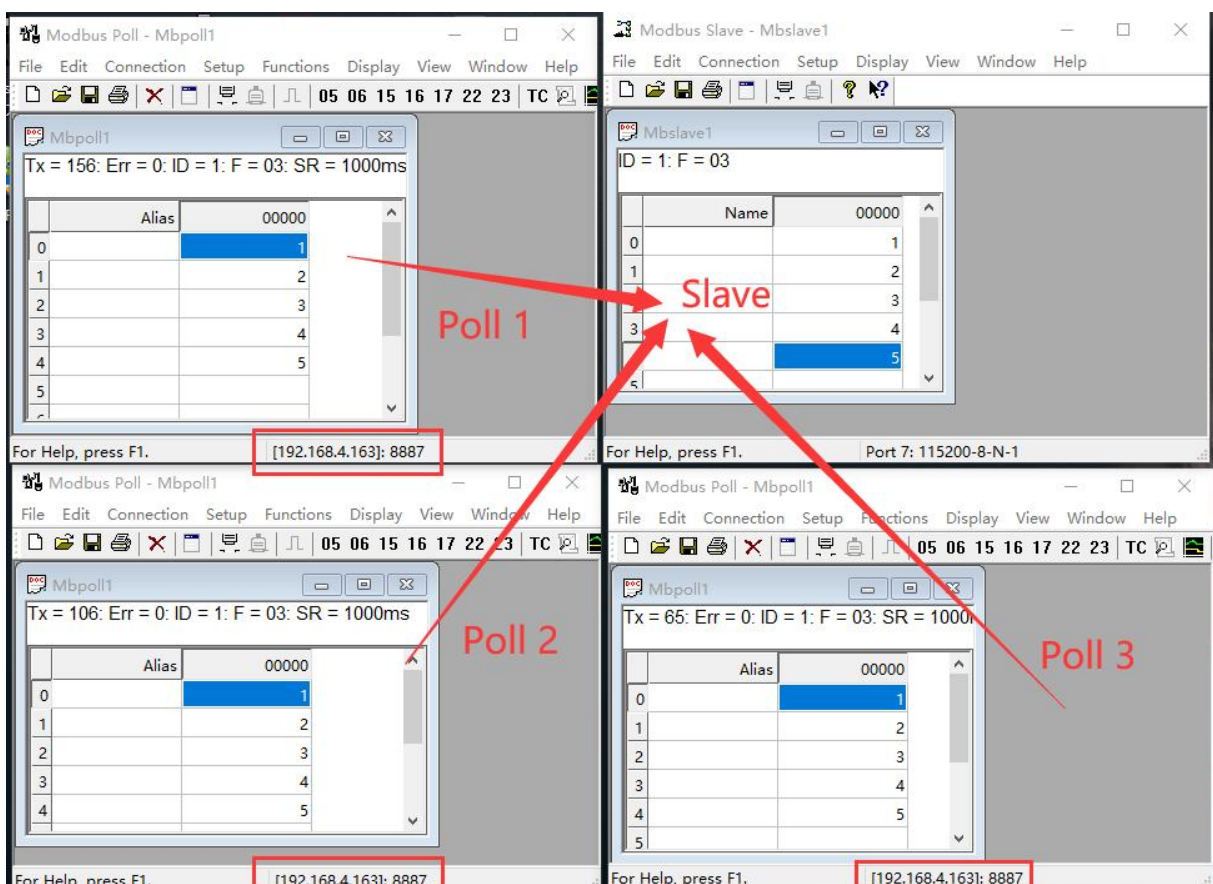 Modbus Poll - Mbpoll1
File Edit Connection Setup Functions Display View Window Help
05 06 15 16 17 22 23 TC
Mbpoll1
Tx = 156: Err = 0: ID = 1: F = 03: SR = 1000ms
Alias 00000
0 1
1 2
2 3
3 4
4 5
5
Poll 1
For Help, press F1. [192.168.4.163]: 8887
Modbus Slave - Mbslave1
File Edit Connection Setup Display View Window Help
Mbslave1
ID = 1: F = 03
Name 00000
0 1
1 2
3
3 4
5
5
Slave
For Help, press F1. Port 7: 115200-8-N-1
Modbus Poll - Mbpoll1
File Edit Connection Setup Functions Display View Window Help
05 06 15 16 17 22 23 TC
Mbpoll1
Tx = 106: Err = 0: ID = 1: F = 03: SR = 1000ms
Alias 00000
0 1
1 2
2 3
3 4
4 5
Poll 2
For Help, press F1. [192.168.4.163]: 8887
Modbus Poll - Mbpoll1
File Edit Connection Setup Functions Display View Window Help
05 06 15 16 17 22 23 TC
Mbpoll1
Tx = 65: Err = 0: ID = 1: F = 03: SR = 1000
Alias 00000
0 1
1 2
2 3
3 4
4 5
5
Poll 3
For Help, press F1. [192.168.4.163]: 8887